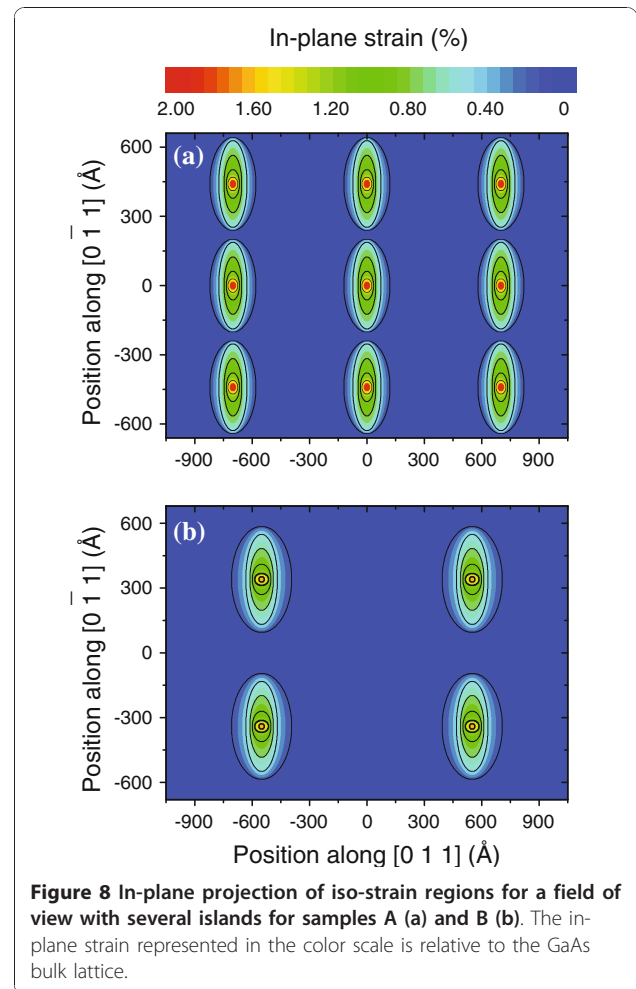 In-plane strain (%)
2.00 1.60 1.20 0.80 0.40 0
(a)
600
300
0
-300
-600
Position along [0 1̅ 1] (Å)
-900 -600 -300 0 300 600 900
(b)
600
300
0
-300
-600
Position along [0 1̅ 1] (Å)
-900 -600 -300 0 300 600 900
Position along [0 1 1] (Å)
Figure 8 In-plane projection of iso-strain regions for a field of
view with several islands for samples A (a) and B (b). The in-
plane strain represented in the color scale is relative to the GaAs
bulk lattice.